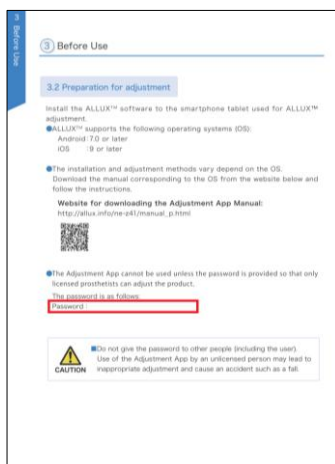 3 Before Use
3 Before Use
3.2 Preparation for adjustment
Install the ALLUX™ software to the smartphone tablet used for ALLUX™
adjustment.
●ALLUX™ supports the following operating systems (OS):
Android :7.0 or later
iOS :9 or later
●The installation and adjustment methods vary depending on the OS.
Download the manual corresponding to the OS from the website below and
follow the instructions.
Website for downloading the Adjustment App Manual:
http://allux.info/ne-z41/manual_p.html
●The Adjustment App cannot be used unless the password is provided so that only
licensed prosthetists can adjust the product.
The password is as follows:
Password :
CAUTION
■Do not give the password to other people (including the user).
Use of the Adjustment App by an unlicensed person may lead to
inappropriate adjustment and cause an accident such as a fall.